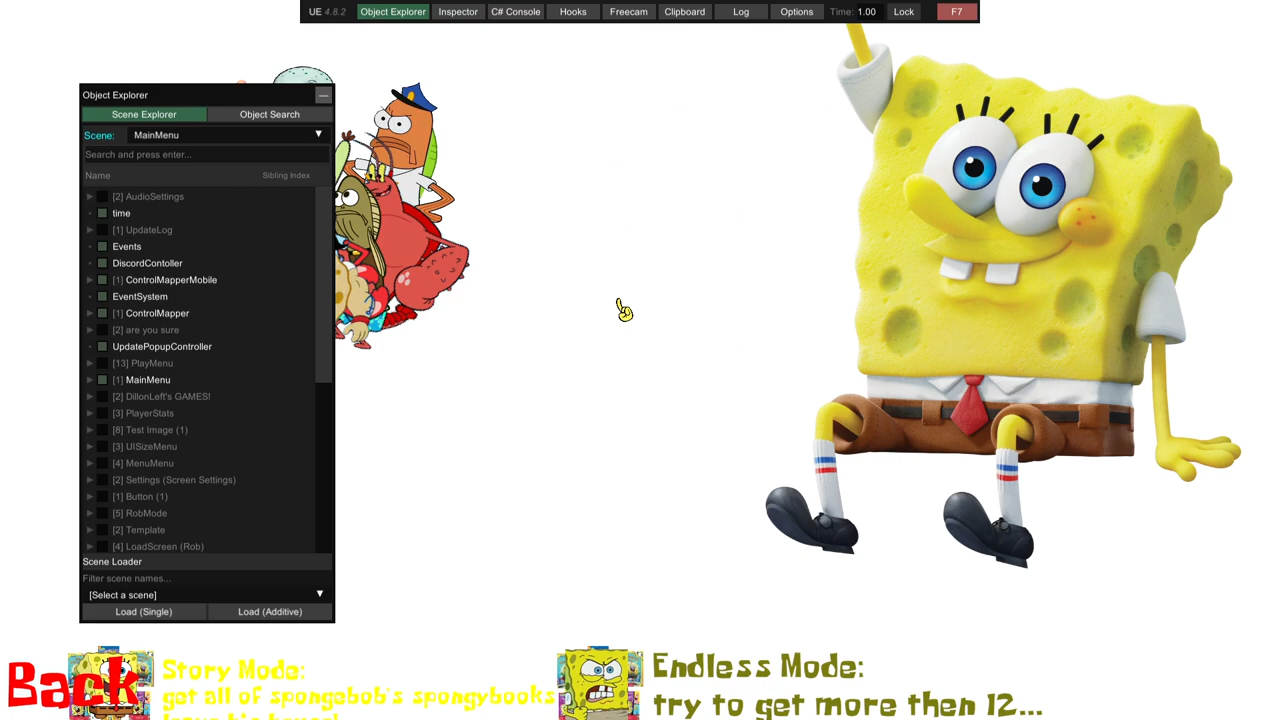 UE 4.8.2 Object Explorer Inspector C# Console Hooks Freecam Clipboard Log Options Time: 1.00 Lock F7
Object Explorer —
Scene Explorer Object Search
Scene: MainMenu ▼
Search and press enter...
Name Sibling Index
► [2] AudioSettings
time
► [1] UpdateLog
Events
DiscordContoller
► [1] ControlMapperMobile
EventSystem
► [1] ControlMapper
► [2] are you sure
UpdatePopupController
► [13] PlayMenu
► [1] MainMenu
► [2] DillonLeft's GAMES!
► [3] PlayerStats
► [8] Test Image (1)
► [3] UISizeMenu
► [4] MenuMenu
► [2] Settings (Screen Settings)
► [1] Button (1)
► [5] RobMode
► [2] Template
► [4] LoadScreen (Rob)
Scene Loader
Filter scene names...
[Select a scene] ▼
Load (Single) Load (Additive)
Back
Story Mode:
get all of spongebob's spongybooks
Endless Mode:
try to get more then 12...